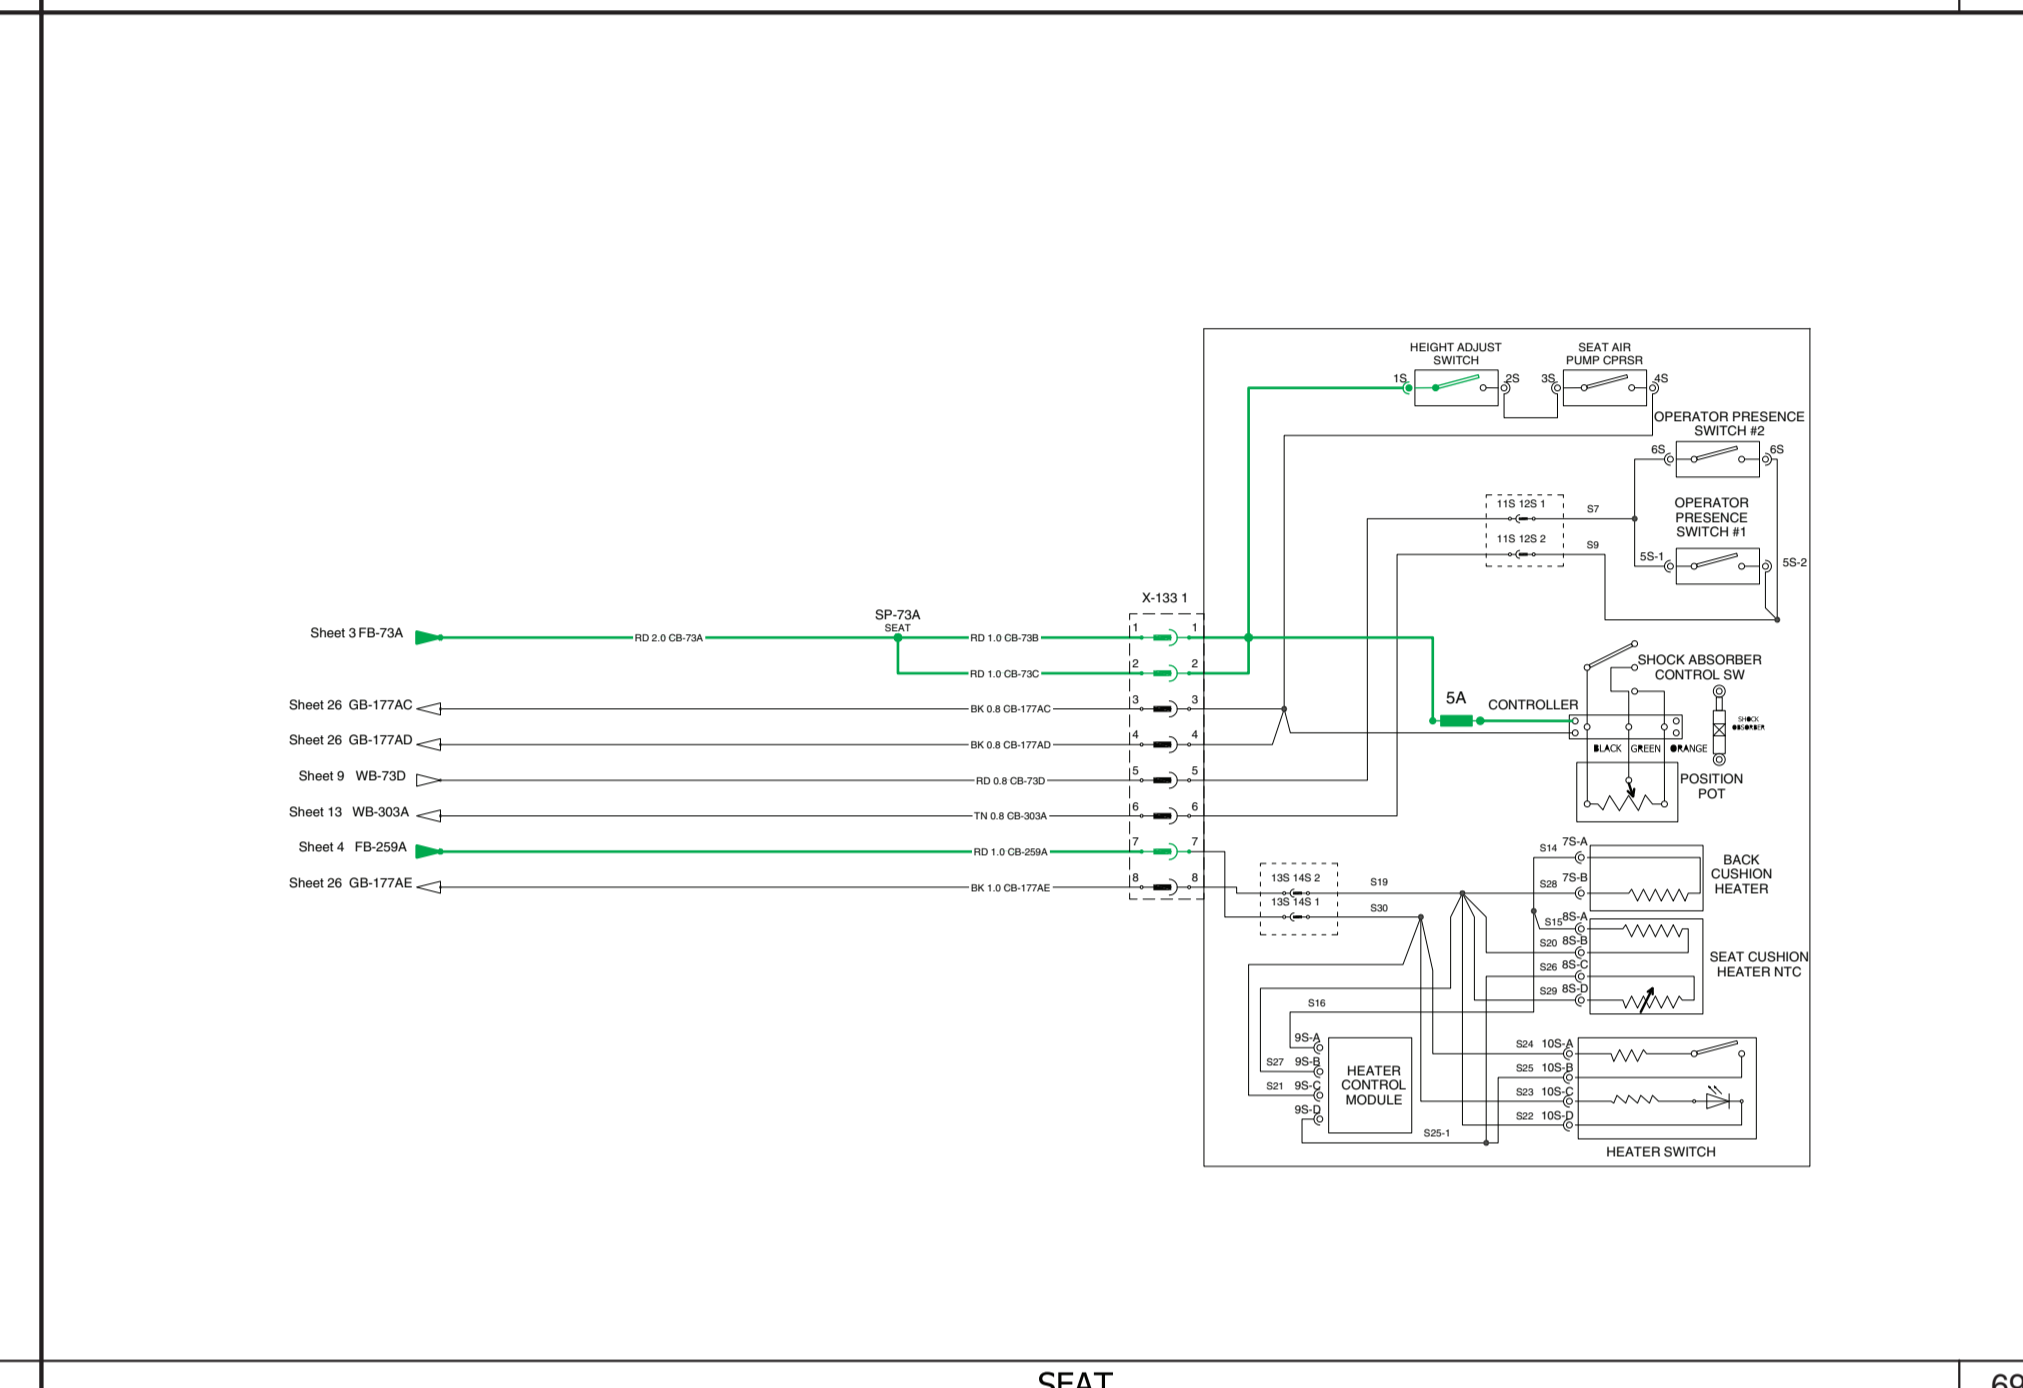 HEIGHT ADJUST
SWITCH
SEAT AIR
PUMP CPRSR
1S
2S
3S
4S
OPERATOR PRESENCE
SWITCH #2
6S
6S
11S 12S 1
S7
OPERATOR
PRESENCE
SWITCH #1
11S 12S 2
S9
5S-1
5S-2
X-133 1
SP-73A
SEAT
Sheet 3 FB-73A
RD 2.0 CB-73A
RD 1.0 CB-73B
1
1
RD 1.0 CB-73C
2
2
SHOCK ABSORBER
CONTROL SW
Sheet 26 GB-177AC
BK 0.8 CB-177AC
3
3
5A
CONTROLLER
SHOCK
OBSORBER
Sheet 26 GB-177AD
BK 0.8 CB-177AD
4
4
BLACK
GREEN
ORANGE
Sheet 9 WB-73D
RD 0.8 CB-73D
5
5
POSITION
POT
Sheet 13 WB-303A
TN 0.8 CB-303A
6
6
Sheet 4 FB-259A
RD 1.0 CB-259A
7
7
S14
7S-A
BACK
CUSHION
HEATER
Sheet 26 GB-177AE
BK 1.0 CB-177AE
8
8
13S 14S 2
S19
S28
7S-B
13S 14S 1
S30
S15
8S-A
S20
8S-B
SEAT CUSHION
HEATER NTC
S26
8S-C
S29
8S-D
S16
9S-A
S27
9S-B
S21
9S-C
9S-D
HEATER
CONTROL
MODULE
S24
10S-A
S25
10S-B
S23
10S-C
S22
10S-D
S25-1
HEATER SWITCH
SEAT
69